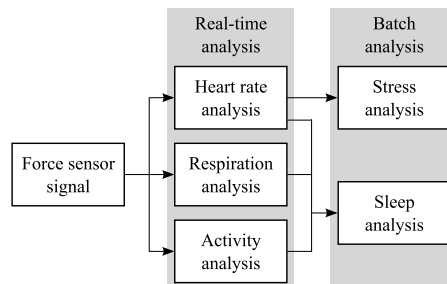 Real-time
analysis
Batch
analysis
Heart rate
analysis
Stress
analysis
Force sensor
signal
Respiration
analysis
Sleep
analysis
Activity
analysis